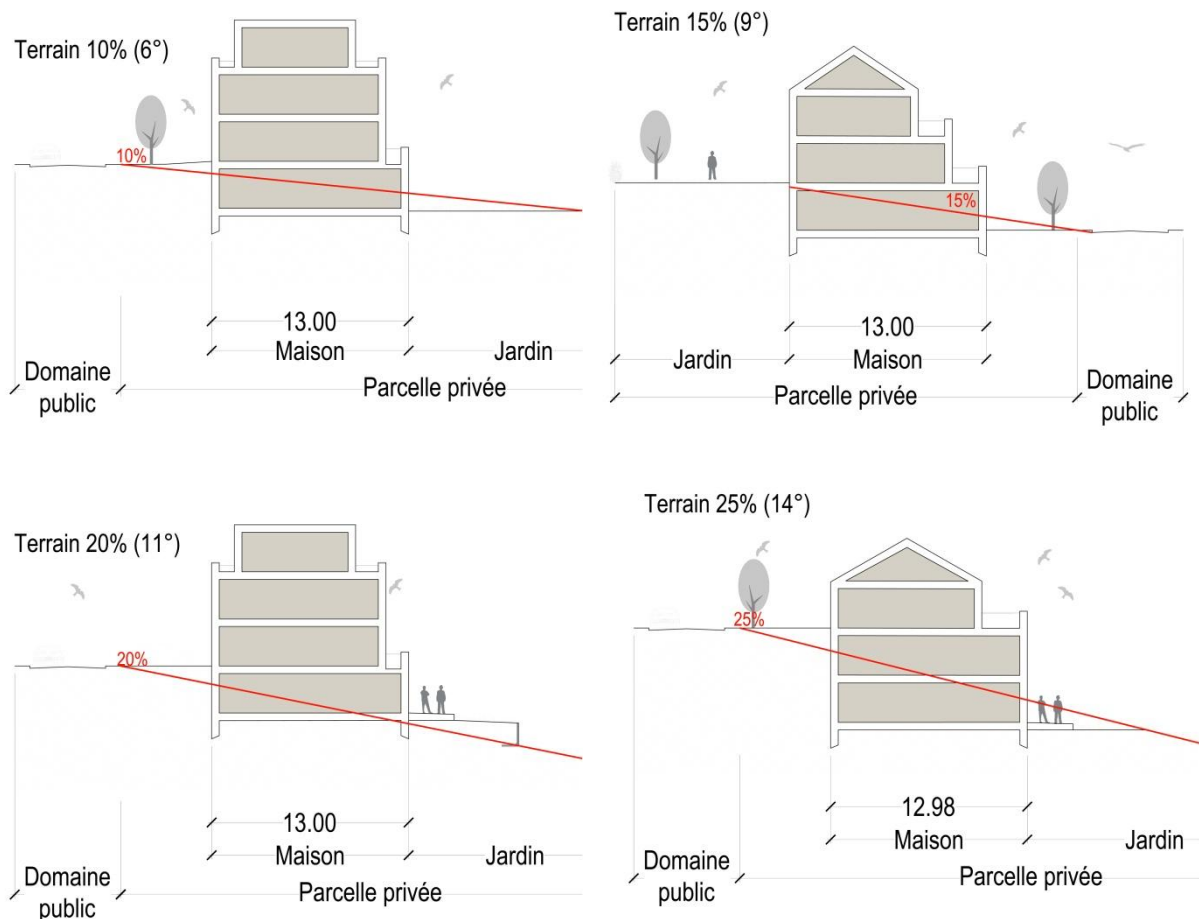 Terrain 10% (6°)
10%
13.00
Maison
Jardin
Domaine
public
Parcelle privée
Terrain 15% (9°)
15%
13.00
Jardin
Maison
Parcelle privée
Domaine
public
Terrain 20% (11°)
20%
13.00
Maison
Jardin
Domaine
public
Parcelle privée
Terrain 25% (14°)
25%
12.98
Maison
Jardin
Domaine
public
Parcelle privée